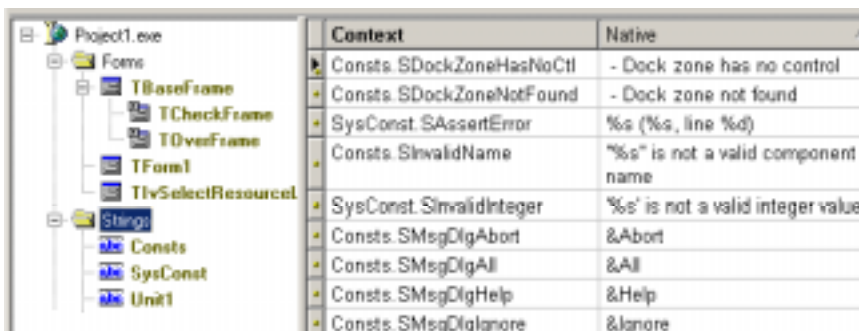 Project1.exe
Forms
TBaseFrame
TCheckFrame
TOverFrame
TForm1
TIvSelectResourceL
Strings
Consts
SysConst
Unit1
Context Native
Consts.SDockZoneHasNoCtl - Dock zone has no control
Consts.SDockZoneNotFound - Dock zone not found
SysConst.SAssertError %s (%s, line %d)
Consts.SInvalidName "%s" is not a valid component
name
SysConst.SInvalidInteger '%s' is not a valid integer value
Consts.SMsgDlgAbort &Abort
Consts.SMsgDlgAll &All
Consts.SMsgDlgHelp &Help
Consts.SMsgDlgIgnore &Ignore